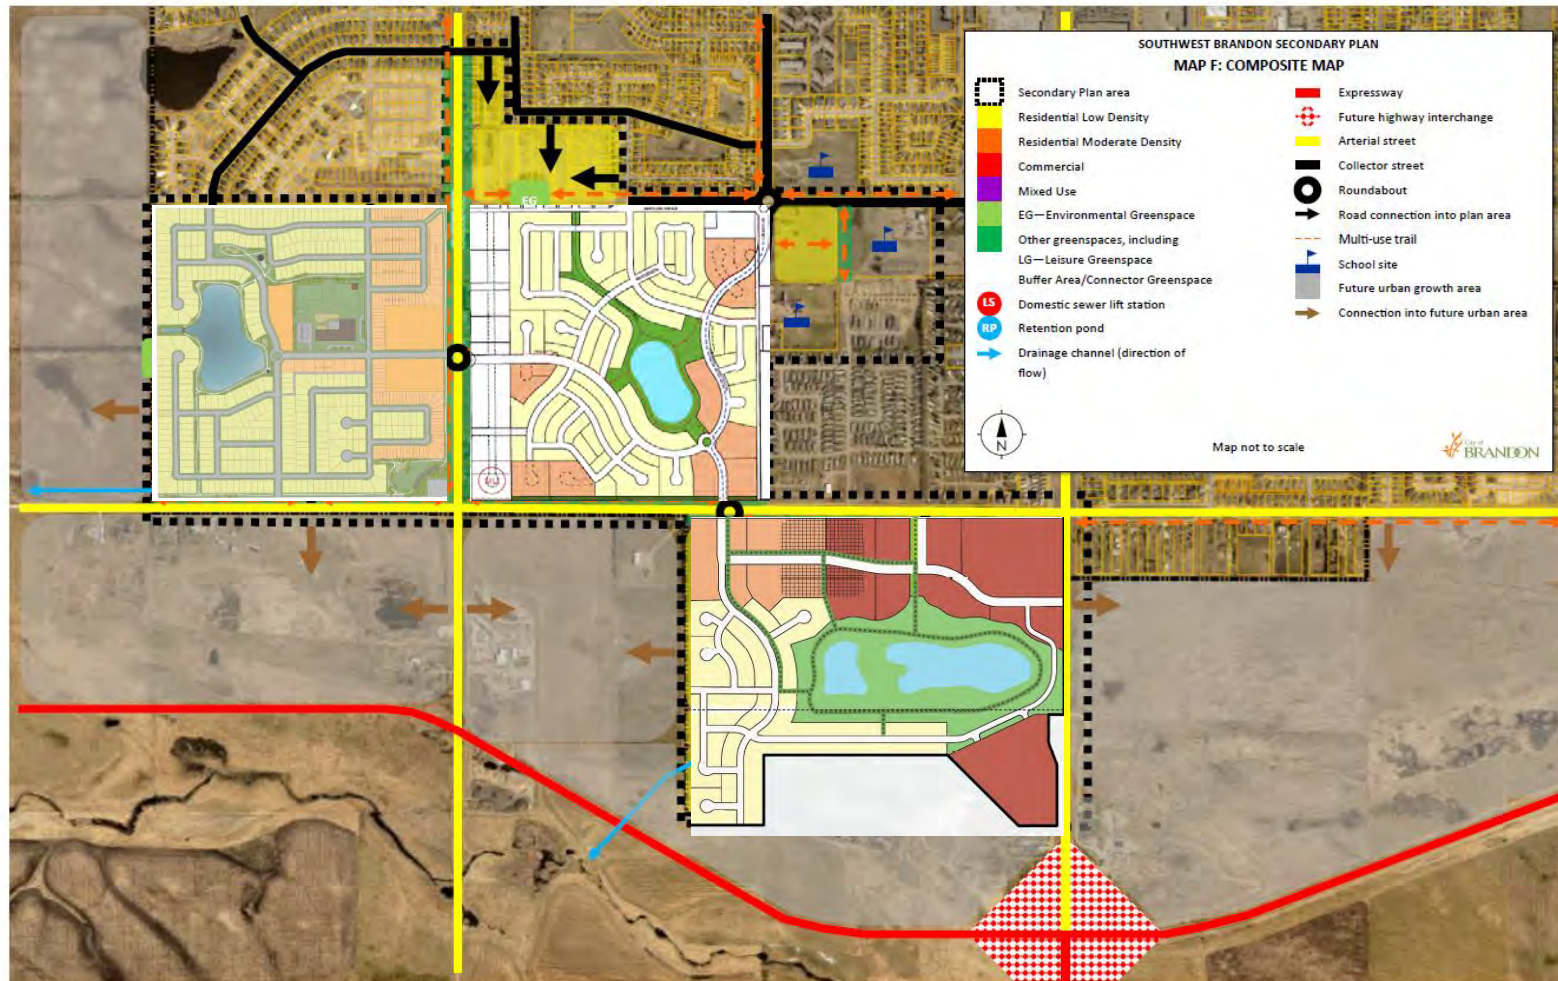 SOUTHWEST BRANDON SECONDARY PLAN
MAP F: COMPOSITE MAP
Secondary Plan area
Residential Low Density
Residential Moderate Density
Commercial
Mixed Use
EG—Environmental Greenspace
Other greenspaces, including
LG—Leisure Greenspace
Buffer Area/Connector Greenspace
LS Domestic sewer lift station
RP Retention pond
Drainage channel (direction of
flow)
Expressway
Future highway interchange
Arterial street
Collector street
Roundabout
Road connection into plan area
Multi-use trail
School site
Future urban growth area
Connection into future urban area
N
Map not to scale
City of
BRANDON
EG